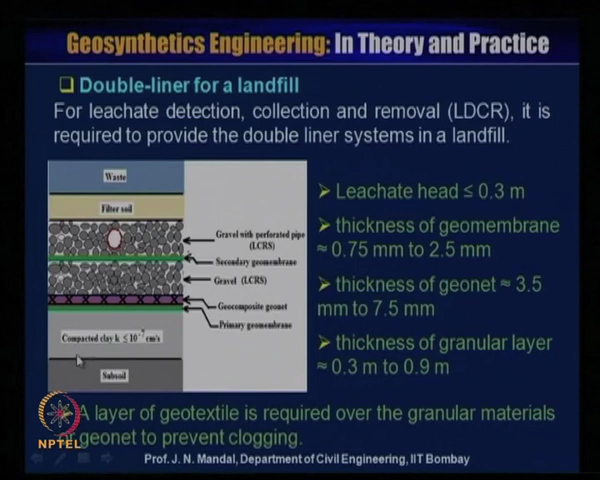 Geosynthetics Engineering: In Theory and Practice
❑ Double-liner for a landfill
For leachate detection, collection and removal (LDCR), it is
required to provide the double liner systems in a landfill.
Waste
Filter soil
Gravel with perforated pipe
(LCRS)
Secondary geomembrane
Gravel (LCRS)
Geocomposite geonet
Primary geomembrane
Compacted clay k ≤ 10⁻⁷ cm/s
Subsoil
➢ Leachate head ≤ 0.3 m
➢ thickness of geomembrane
≈ 0.75 mm to 2.5 mm
➢ thickness of geonet ≈ 3.5
mm to 7.5 mm
➢ thickness of granular layer
≈ 0.3 m to 0.9 m
A layer of geotextile is required over the granular materials
geonet to prevent clogging.
NPTEL
Prof. J. N. Mandal, Department of Civil Engineering, IIT Bombay